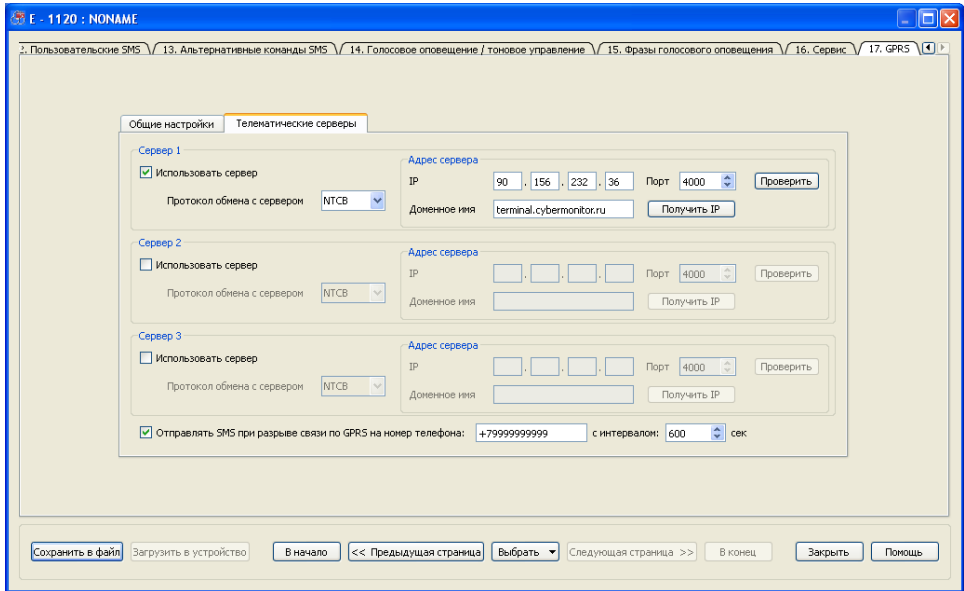 E - 1120 : NONAME
2. Пользовательские SMS 13. Альтернативные команды SMS 14. Голосовое оповещение / тоновое управление 15. Фразы голосового оповещения 16. Сервис 17. GPRS
Общие настройки Телематические серверы
Сервер 1
Использовать сервер
Протокол обмена с сервером NTCB
Адрес сервера
IP 90 . 156 . 232 . 36 Порт 4000 Проверить
Доменное имя terminal.cybermonitor.ru Получить IP
Сервер 2
Использовать сервер
Протокол обмена с сервером NTCB
Адрес сервера
IP . . . Порт 4000 Проверить
Доменное имя Получить IP
Сервер 3
Использовать сервер
Протокол обмена с сервером NTCB
Адрес сервера
IP . . . Порт 4000 Проверить
Доменное имя Получить IP
Отправлять SMS при разрыве связи по GPRS на номер телефона: +79999999999 с интервалом: 600 сек
Сохранить в файл Загрузить в устройство В начало << Предыдущая страница Выбрать Следующая страница >> В конец Закрыть Помощь